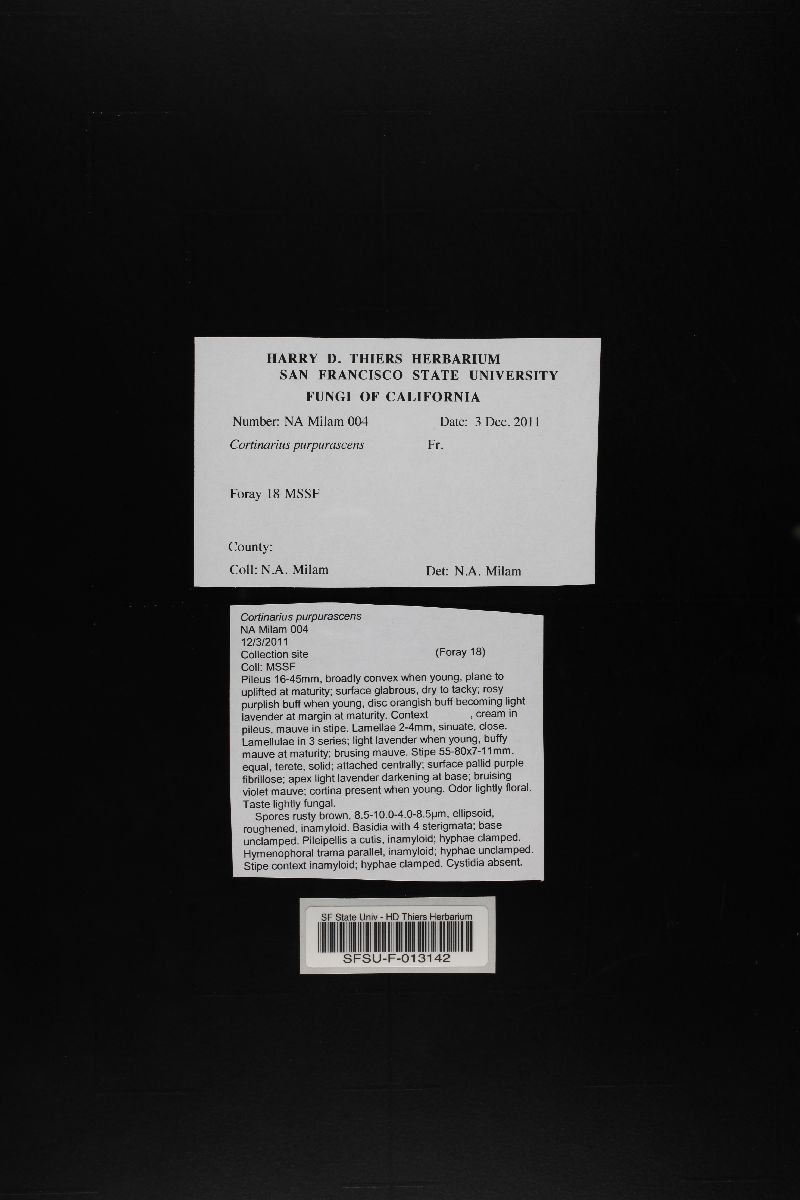 HARRY D. THIERS HERBARIUM
SAN FRANCISCO STATE UNIVERSITY
FUNGI OF CALIFORNIA
Number: NA Milam 004 Date: 3 Dec. 2011
Cortinarius purpurascens Fr.
Foray 18 MSSF
County:
Coll: N.A. Milam Det: N.A. Milam
Cortinarius purpurascens
NA Milam 004
12/3/2011
Collection site (Foray 18)
Coll: MSSF
Pileus 16-45mm, broadly convex when young, plane to
uplifted at maturity; surface glabrous, dry to tacky; rosy
purplish buff when young, disc orangish buff becoming light
lavender at margin at maturity. Context , cream in
pileus, mauve in stipe. Lamellae 2-4mm, sinuate, close.
Lamellulae in 3 series; light lavender when young, buffy
mauve at maturity; brusing mauve. Stipe 55-80x7-11mm,
equal, terete, solid; attached centrally; surface pallid purple
fibrillose; apex light lavender darkening at base; bruising
violet mauve; cortina present when young. Odor lightly floral.
Taste lightly fungal.
Spores rusty brown, 8.5-10.0-4.0-8.5µm, ellipsoid,
roughened, inamyloid. Basidia with 4 sterigmata; base
unclamped. Pileipellis a cutis, inamyloid; hyphae clamped.
Hymenophoral trama parallel, inamyloid; hyphae unclamped.
Stipe context inamyloid; hyphae clamped. Cystidia absent.
SF State Univ - HD Thiers Herbarium
SFSU-F-013142